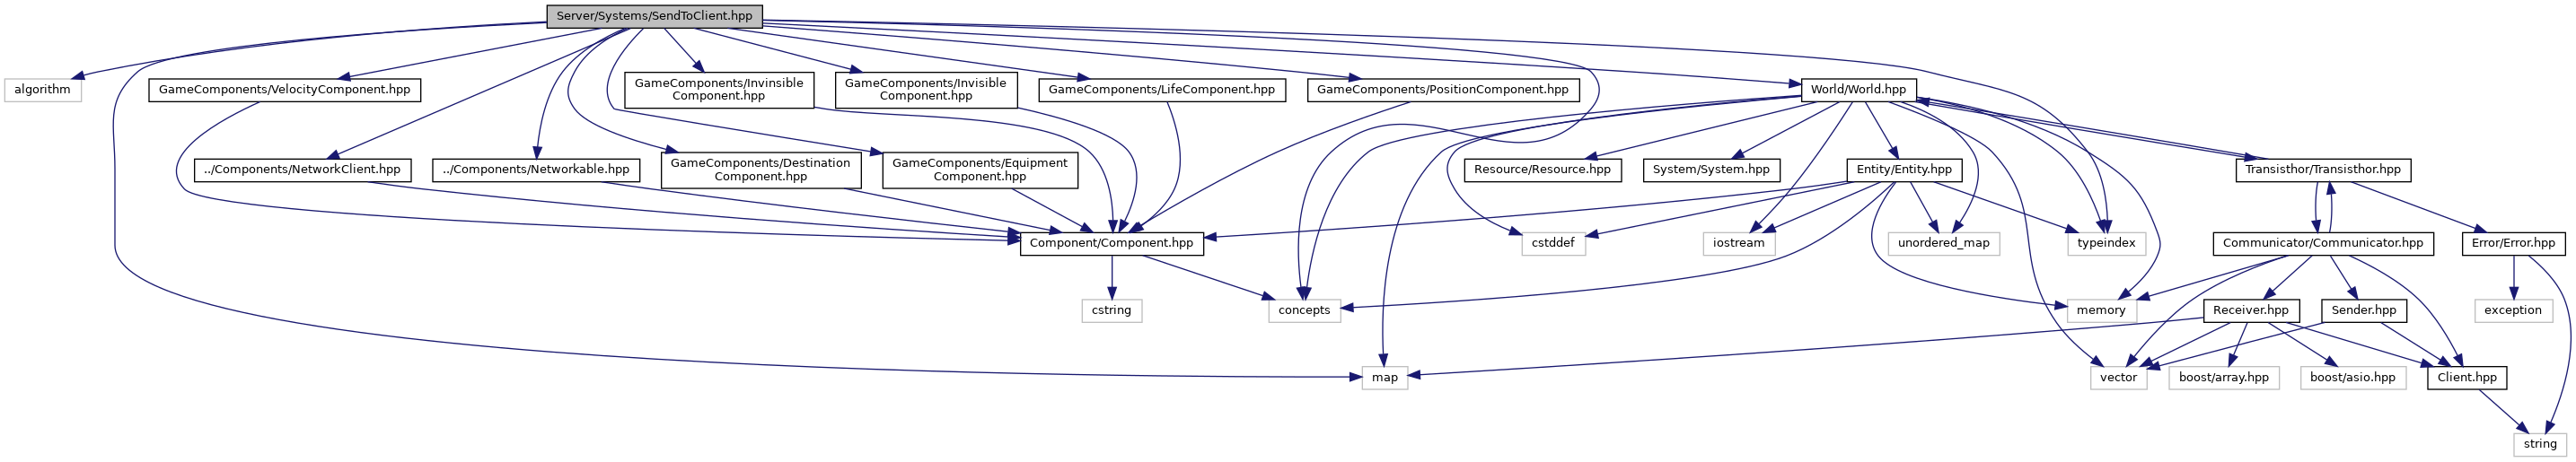 Server/Systems/SendToClient.hpp
algorithm
GameComponents/VelocityComponent.hpp
GameComponents/Invinsible
Component.hpp
GameComponents/Invisible
Component.hpp
GameComponents/LifeComponent.hpp
GameComponents/PositionComponent.hpp
World/World.hpp
../Components/NetworkClient.hpp
../Components/Networkable.hpp
GameComponents/Destination
Component.hpp
GameComponents/Equipment
Component.hpp
Resource/Resource.hpp
System/System.hpp
Entity/Entity.hpp
Transisthor/Transisthor.hpp
Component/Component.hpp
cstddef
iostream
unordered_map
typeindex
Communicator/Communicator.hpp
Error/Error.hpp
cstring
concepts
memory
Receiver.hpp
Sender.hpp
exception
map
vector
boost/array.hpp
boost/asio.hpp
Client.hpp
string